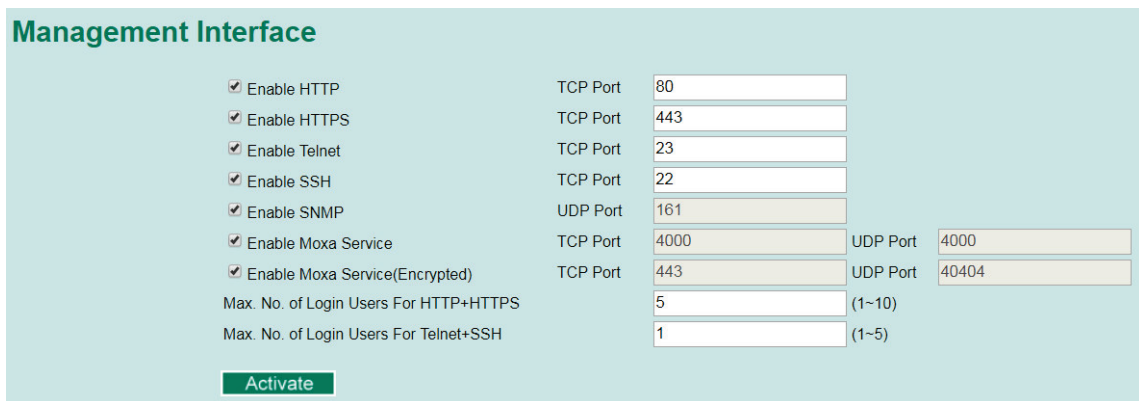 Management Interface
Enable HTTP TCP Port 80
Enable HTTPS TCP Port 443
Enable Telnet TCP Port 23
Enable SSH TCP Port 22
Enable SNMP UDP Port 161
Enable Moxa Service TCP Port 4000 UDP Port 4000
Enable Moxa Service(Encrypted) TCP Port 443 UDP Port 40404
Max. No. of Login Users For HTTP+HTTPS 5 (1~10)
Max. No. of Login Users For Telnet+SSH 1 (1~5)
Activate